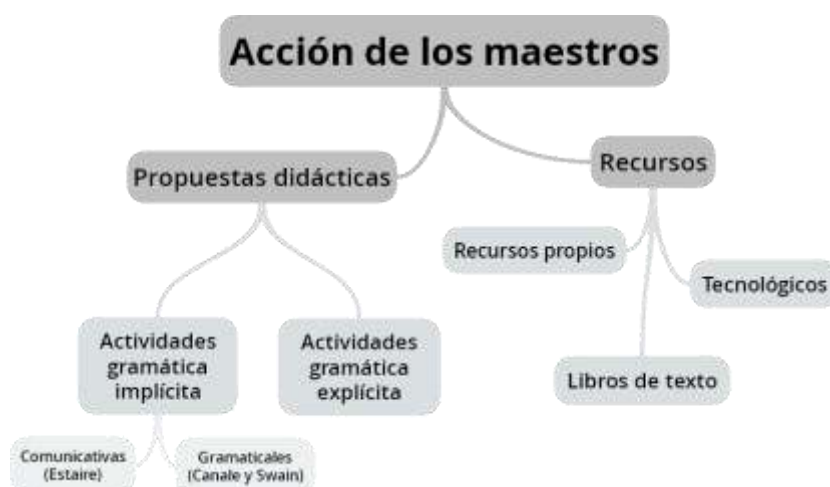 Acción de los maestros
Propuestas didácticas
Recursos
Recursos propios
Tecnológicos
Libros de texto
Actividades
gramática
implícita
Actividades
gramática
explícita
Comunicativas
(Estaire)
Gramaticales
(Canale y Swain)